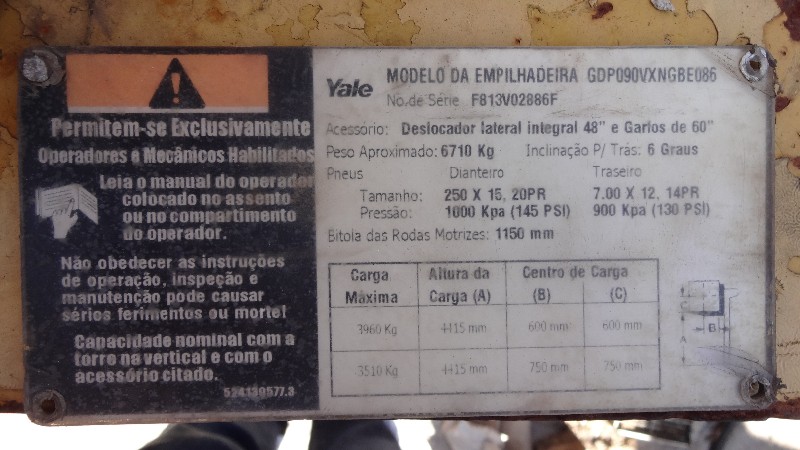 Permitem-se Exclusivamente
Operadores e Mecânicos Habilitados
Leia o manual do operador
colocado no assento
ou no compartimento
do operador.
Não obedecer as instruções
de operação, inspeção e
manutenção pode causar
sérios ferimentos ou morte!
Capacidade nominal com a
torre na vertical e com o
acessório citado.
524139577.3
Yale
MODELO DA EMPILHADEIRA GDP090VXNGBE086
No. de Série F813V02886F
Acessório: Deslocador lateral integral 48" e Garfos de 60"
Peso Aproximado: 6710 Kg Inclinação P/ Trás: 6 Graus
Pneus Dianteiro Traseiro
Tamanho: 250 X 15, 20PR 7.00 X 12, 14PR
Pressão: 1000 Kpa (145 PSI) 900 Kpa (130 PSI)
Bitola das Rodas Motrizes: 1150 mm
Carga Altura da Centro de Carga
Máxima Carga (A) (B) (C)
3960 Kg 4415 mm 600 mm 600 mm
3510 Kg 4415 mm 750 mm 750 mm
C
B
A